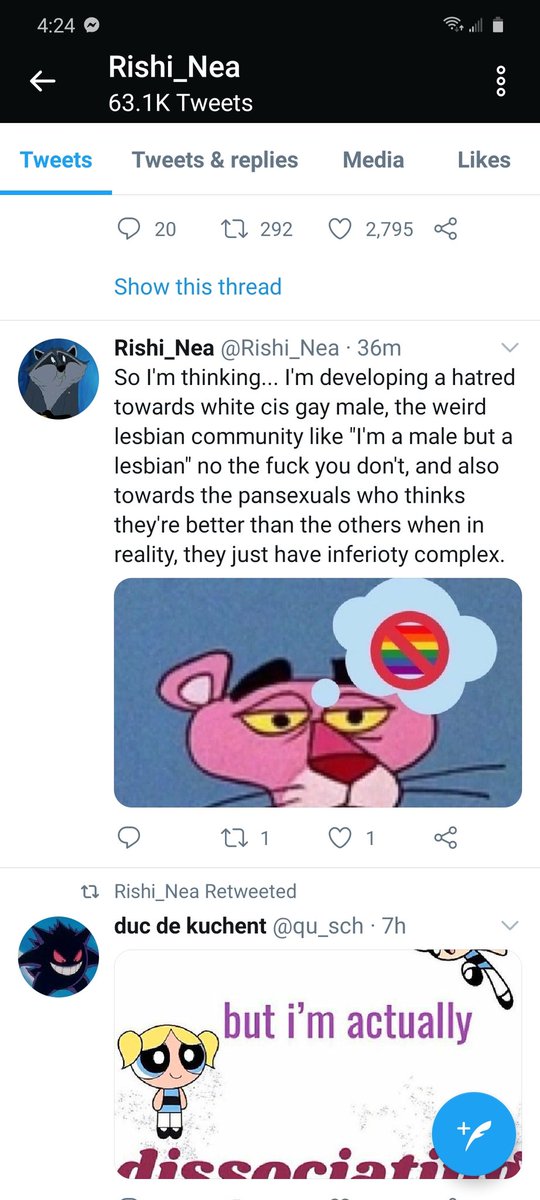 4:24
Rishi_Nea
63.1K Tweets
Tweets Tweets & replies Media Likes
20 292 2,795
Show this thread
Rishi_Nea @Rishi_Nea · 36m
So I'm thinking... I'm developing a hatred
towards white cis gay male, the weird
lesbian community like "I'm a male but a
lesbian" no the fuck you don't, and also
towards the pansexuals who thinks
they're better than the others when in
reality, they just have inferioty complex.
1 1
Rishi_Nea Retweeted
duc de kuchent @qu_sch · 7h
but i'm actually